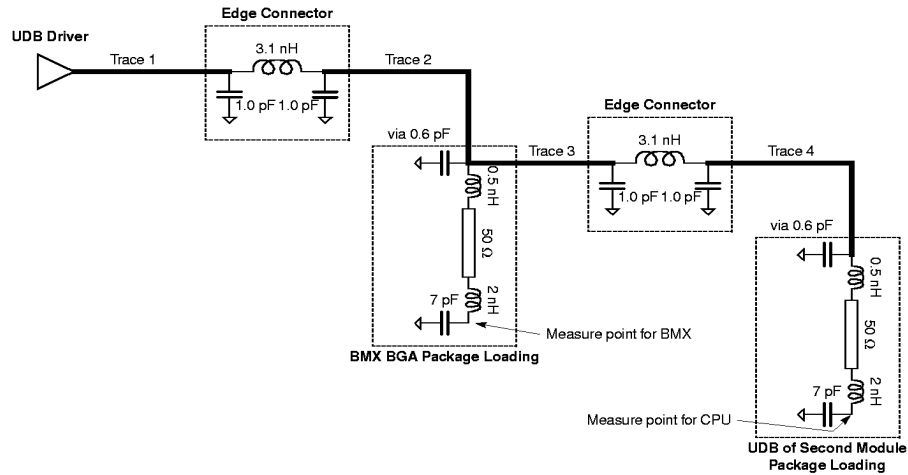 Edge Connector
UDB Driver
3.1 nH
Trace 1
Trace 2
1.0 pF 1.0 pF
Edge Connector
3.1 nH
via 0.6 pF
Trace 3
Trace 4
0.5 nH
1.0 pF 1.0 pF
50 Ω
via 0.6 pF
0.5 nH
2 nH
7 pF
Measure point for BMX
50 Ω
BMX BGA Package Loading
2 nH
7 pF
Measure point for CPU
UDB of Second Module
Package Loading